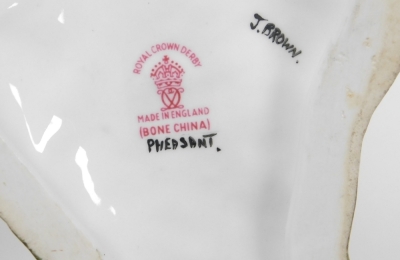 J. BROWN.
ROYAL CROWN DERBY
MADE IN ENGLAND
(BONE CHINA)
PHEASANT.